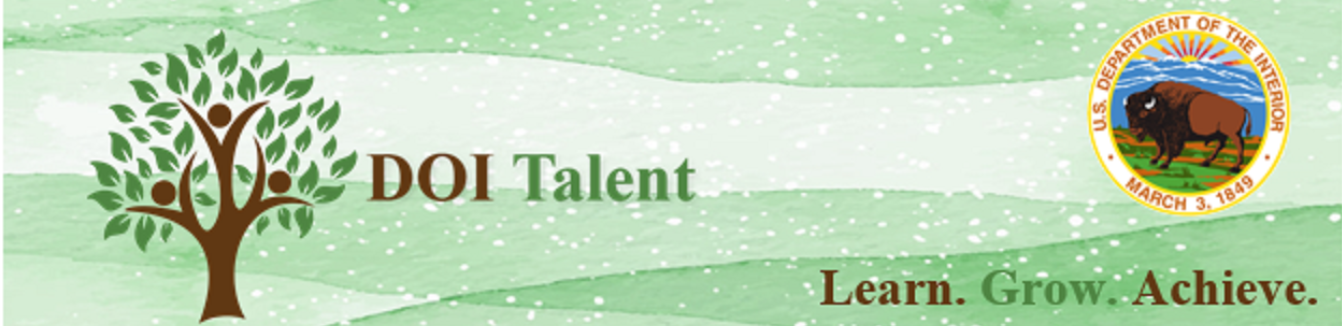 DOI Talent
U.S. DEPARTMENT OF THE INTERIOR
MARCH 3, 1849
Learn. Grow. Achieve.